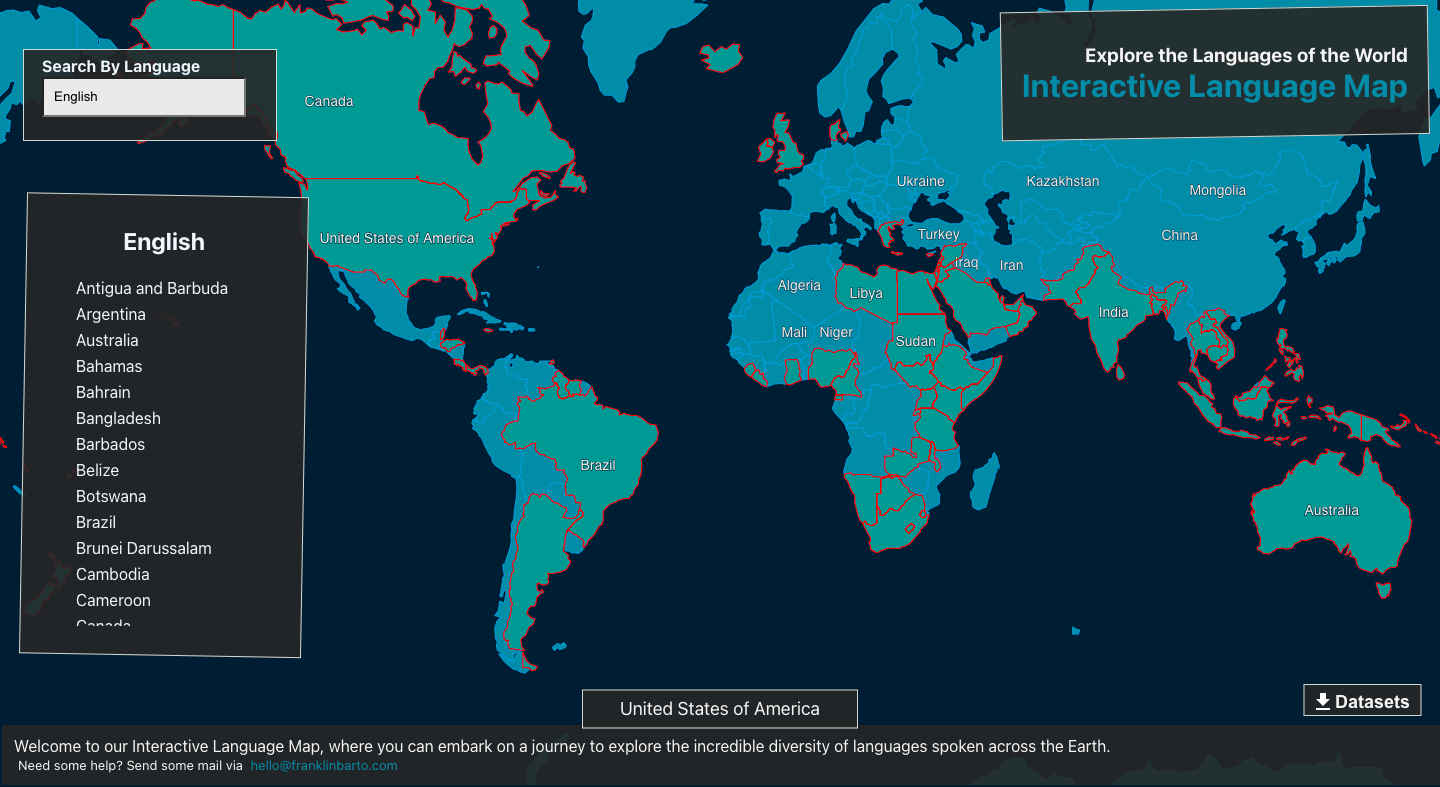 Search By Language
English
Explore the Languages of the World
Interactive Language Map
English
Antigua and Barbuda
Argentina
Australia
Bahamas
Bahrain
Bangladesh
Barbados
Belize
Botswana
Brazil
Brunei Darussalam
Cambodia
Cameroon
Canada
Canada
United States of America
Brazil
Ukraine
Kazakhstan
Mongolia
China
Turkey
Iraq
Iran
Algeria
Libya
India
Mali
Niger
Sudan
Australia
United States of America
Datasets
Welcome to our Interactive Language Map, where you can embark on a journey to explore the incredible diversity of languages spoken across the Earth.
Need some help? Send some mail via hello@franklinbarto.com